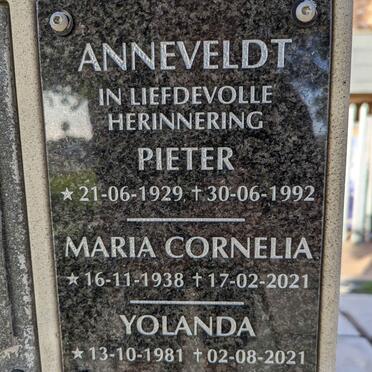 ANNEVELDT
IN LIEFDEVOLLE
HERINNERING
PIETER
★ 21-06-1929 ✝ 30-06-1992
MARIA CORNELIA
★ 16-11-1938 ✝ 17-02-2021
YOLANDA
★ 13-10-1981 ✝ 02-08-2021